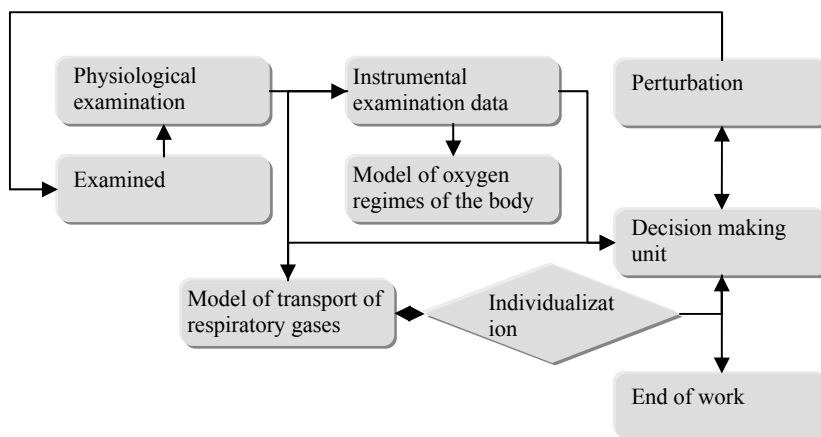 Physiological
examination
Instrumental
examination data
Perturbation
Examined
Model of oxygen
regimes of the body
Decision making
unit
Model of transport of
respiratory gases
Individualizat
ion
End of work